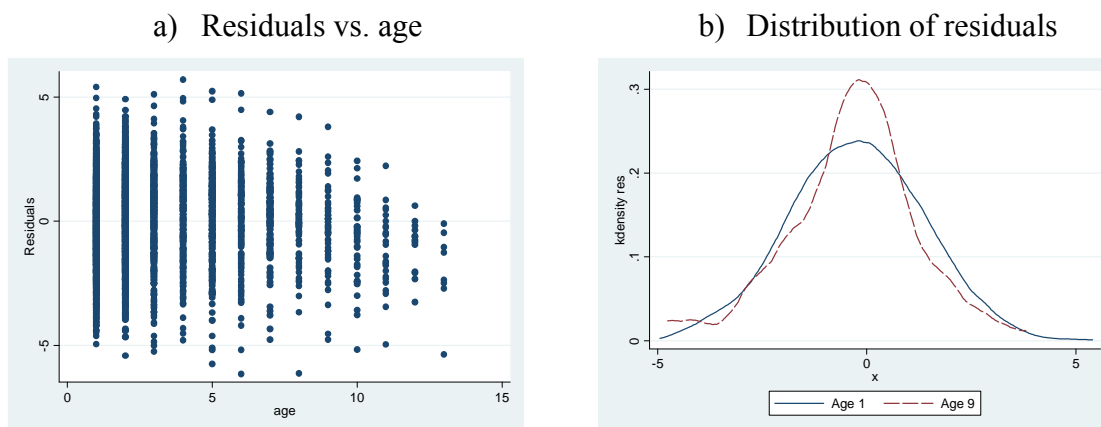 a) Residuals vs. age
5
0
-5
Residuals
0
5
10
15
age
b) Distribution of residuals
.3
.2
.1
0
kdensity res
-5
0
5
x
Age 1
Age 9